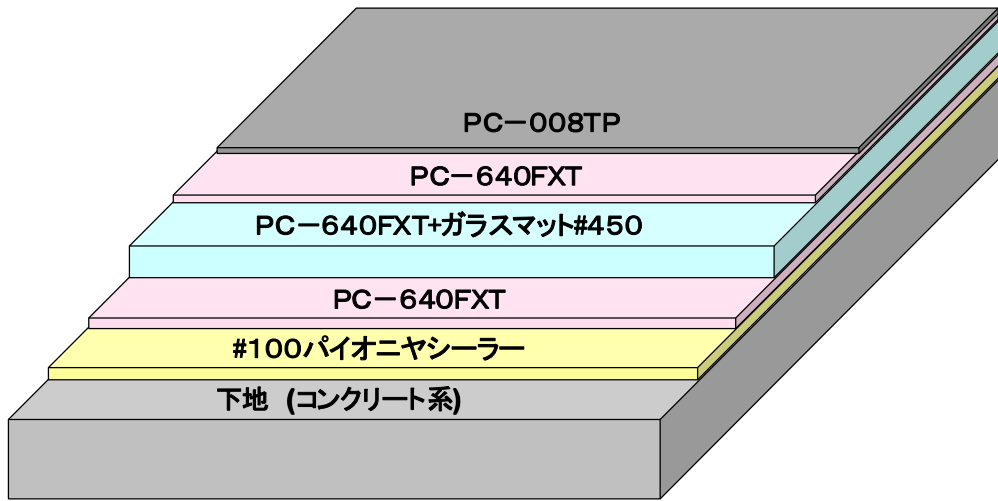 PC-008TP
PC-640FXT
PC-640FXT+ガラスマット#450
PC-640FXT
#100パイオニヤシーラー
下地 (コンクリート系)